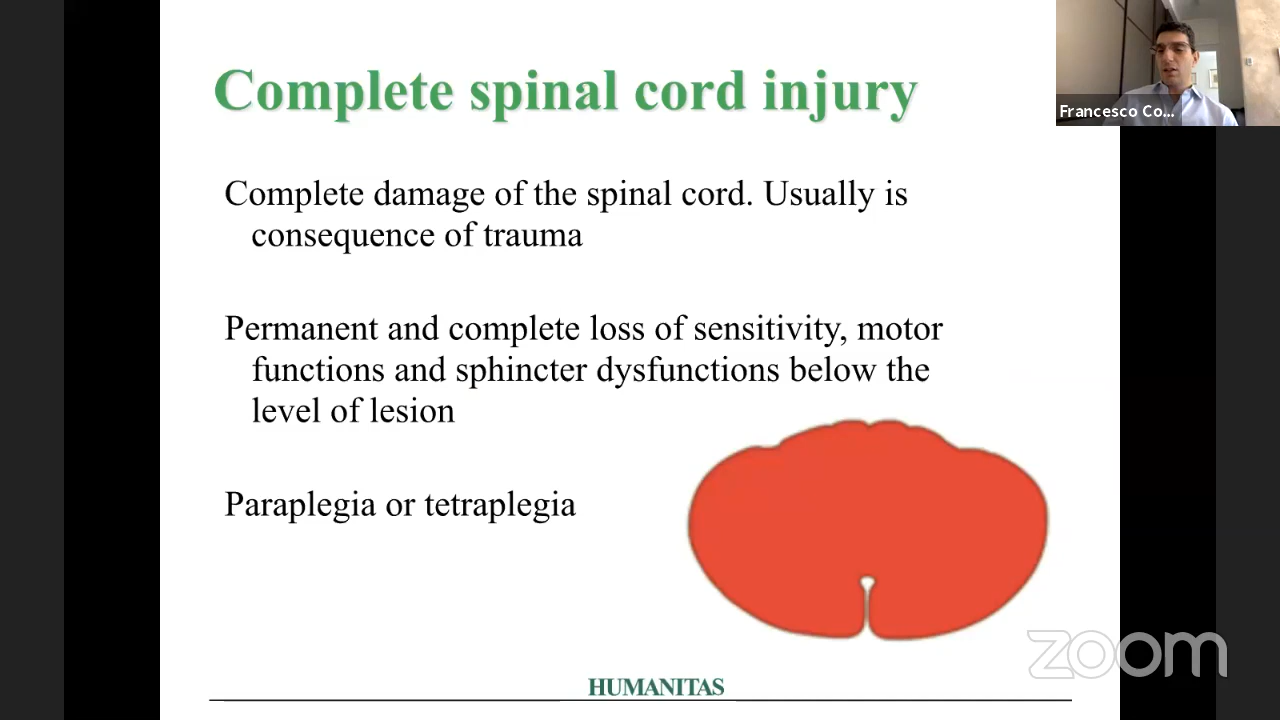 Complete spinal cord injury
Francesco Co...
Complete damage of the spinal cord. Usually is
consequence of trauma
Permanent and complete loss of sensitivity, motor
functions and sphincter dysfunctions below the
level of lesion
Paraplegia or tetraplegia
zoom
HUMANITAS